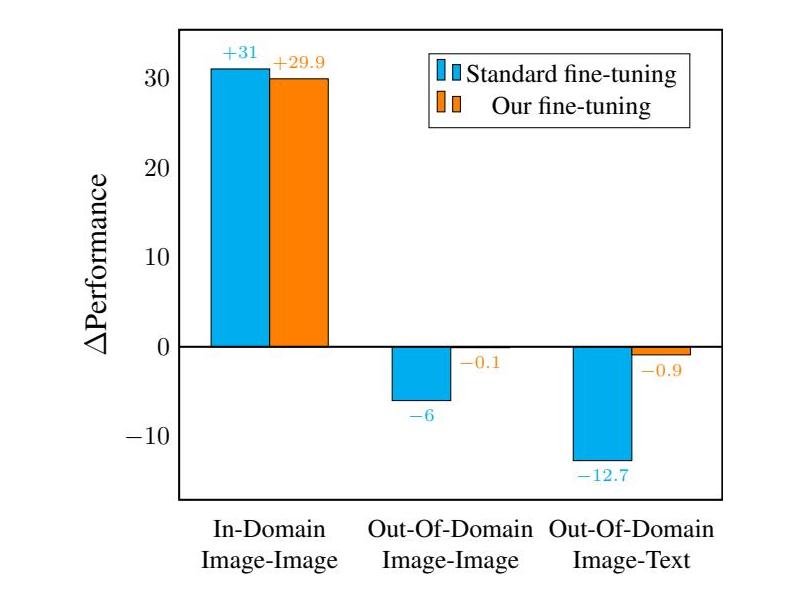 +31
+29.9
Standard fine-tuning
Our fine-tuning
30
20
10
0
−10
ΔPerformance
−0.1
−6
−0.9
−12.7
In-Domain
Image-Image
Out-Of-Domain
Image-Image
Out-Of-Domain
Image-Text